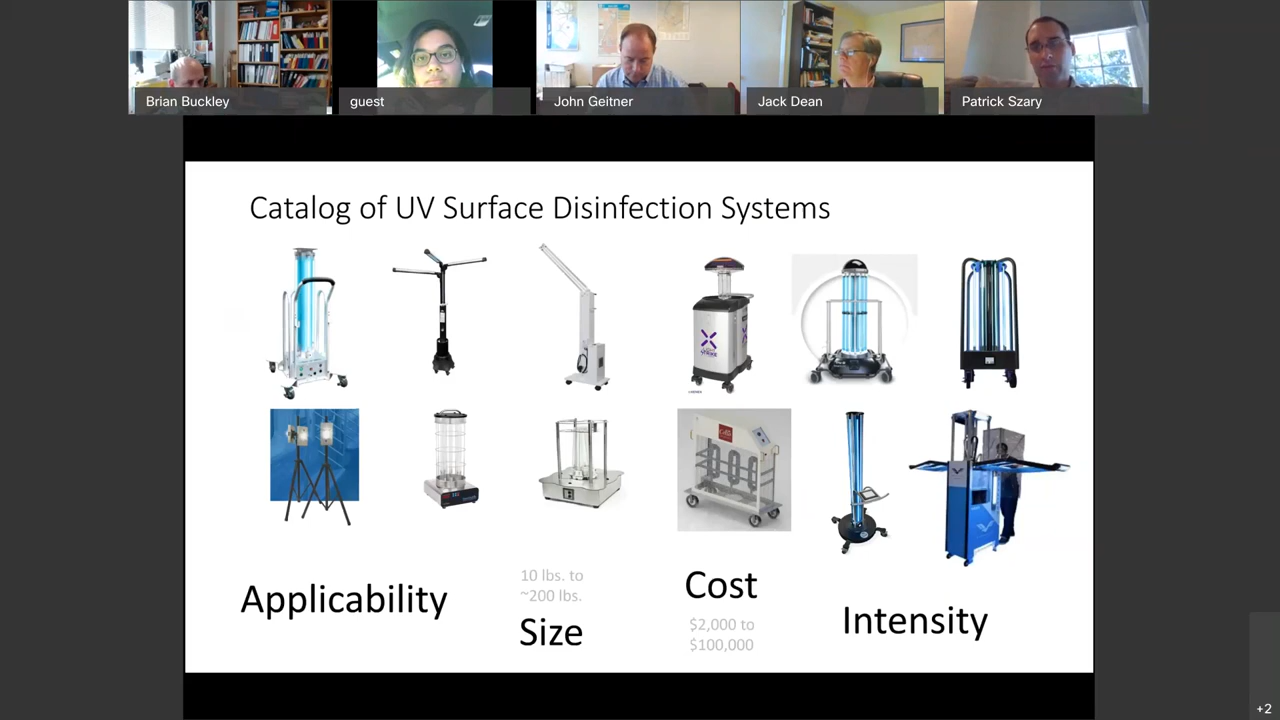 Brian Buckley
guest
John Geitner
Jack Dean
Patrick Szary
Catalog of UV Surface Disinfection Systems
Applicability
10 lbs. to
~200 lbs.
Size
Cost
$2,000 to
$100,000
Intensity
+2